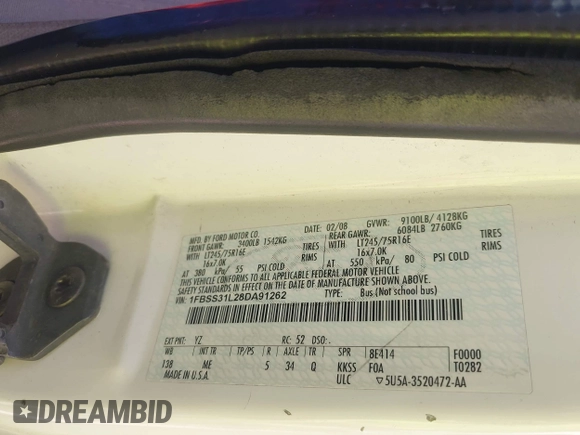 MFD. BY FORD MOTOR CO.
DATE: 02/08 GVWR: 9100LB/ 4128KG
FRONT GAWR: 3400LB 1542KG REAR GAWR: 6084LB 2760KG
WITH LT245/75R16E TIRES WITH LT245/75R16E TIRES
16x7.0K RIMS 16x7.0K RIMS
AT 380 kPa/ 55 PSI COLD AT 550 kPa/ 80 PSI COLD
THIS VEHICLE CONFORMS TO ALL APPLICABLE FEDERAL MOTOR VEHICLE
SAFETY STANDARDS IN EFFECT ON THE DATE OF MANUFACTURE SHOWN ABOVE.
VIN: 1FBSS31L28DA91262
TYPE: Bus (Not school bus)
EXT PNT: YZ RC: 52 DSO:
WB INT TR TP/PS R AXLE TR SPR 8E414 F0000
138 ME 5 34 Q KKSS F0A T0282
MADE IN U.S.A. ULC ▽5U5A-3520472-AA
DREAMBID